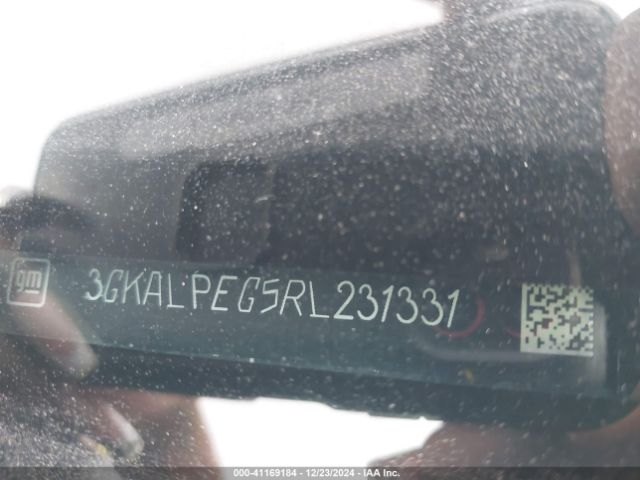 gm
3GKALPEG5RL231331
000-41169184 - 12/23/2024 - IAA Inc.